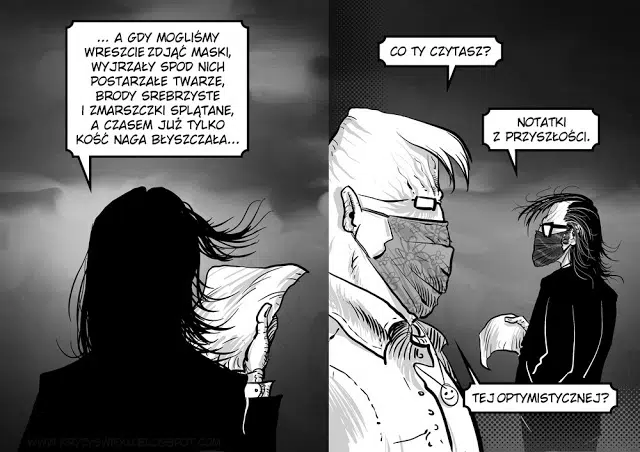 ... A GDY MOGLIŚMY
WRESZCIE ZDJĄĆ MASKI,
WYJRZAŁY SPOD NICH
POSTARZAŁE TWARZE,
BRODY SREBRZYSTE
I ZMARSZCZKI SPLĄTANE,
A CZASEM JUŻ TYLKO
KOŚĆ NAGA BŁYSZCZAŁA...
CO TY CZYTASZ?
NOTATKI
Z PRZYSZŁOŚCI.
TEJ OPTYMISTYCZNEJ?